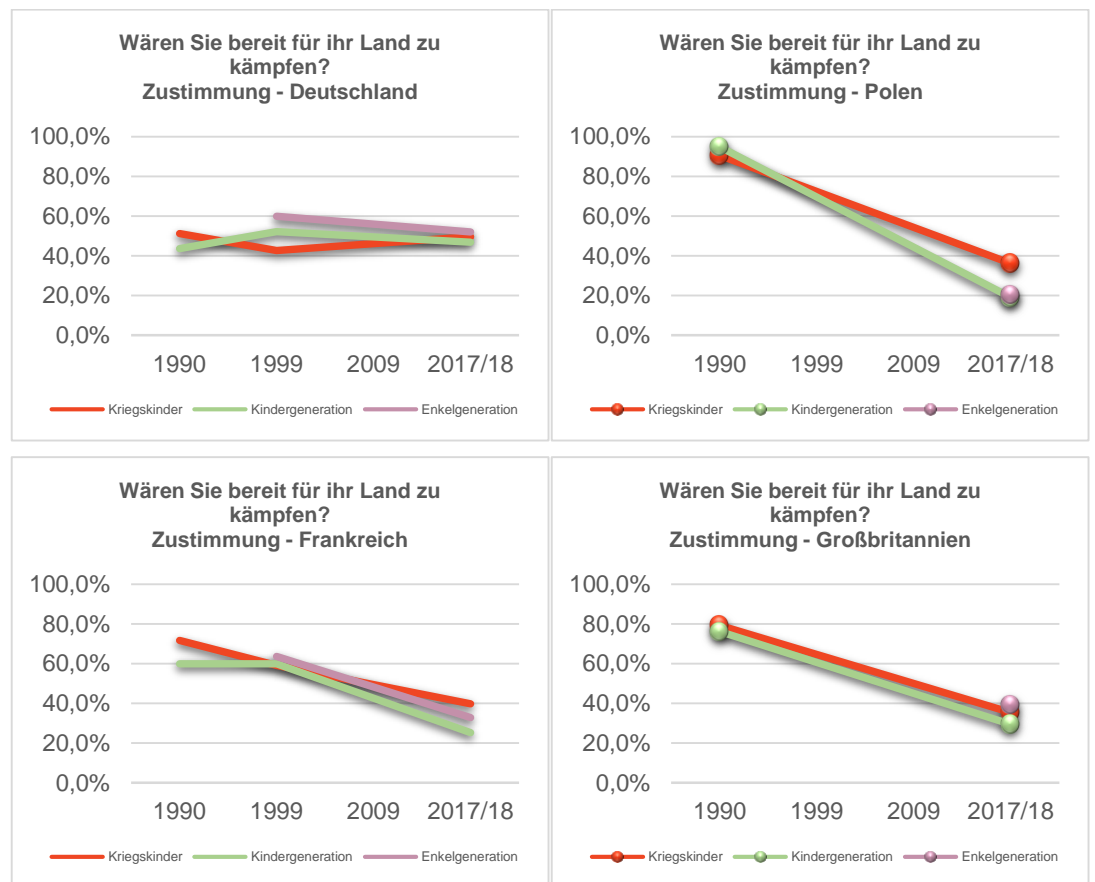 Wären Sie bereit für ihr Land zu
kämpfen?
Zustimmung - Deutschland
100,0%
80,0%
60,0%
40,0%
20,0%
0,0%
1990 1999 2009 2017/18
Kriegskinder Kindergeneration Enkelgeneration
Wären Sie bereit für ihr Land zu
kämpfen?
Zustimmung - Polen
100,0%
80,0%
60,0%
40,0%
20,0%
0,0%
1990 1999 2009 2017/18
Kriegskinder Kindergeneration Enkelgeneration
Wären Sie bereit für ihr Land zu
kämpfen?
Zustimmung - Frankreich
100,0%
80,0%
60,0%
40,0%
20,0%
0,0%
1990 1999 2009 2017/18
Kriegskinder Kindergeneration Enkelgeneration
Wären Sie bereit für ihr Land zu
kämpfen?
Zustimmung - Großbritannien
100,0%
80,0%
60,0%
40,0%
20,0%
0,0%
1990 1999 2009 2017/18
Kriegskinder Kindergeneration Enkelgeneration